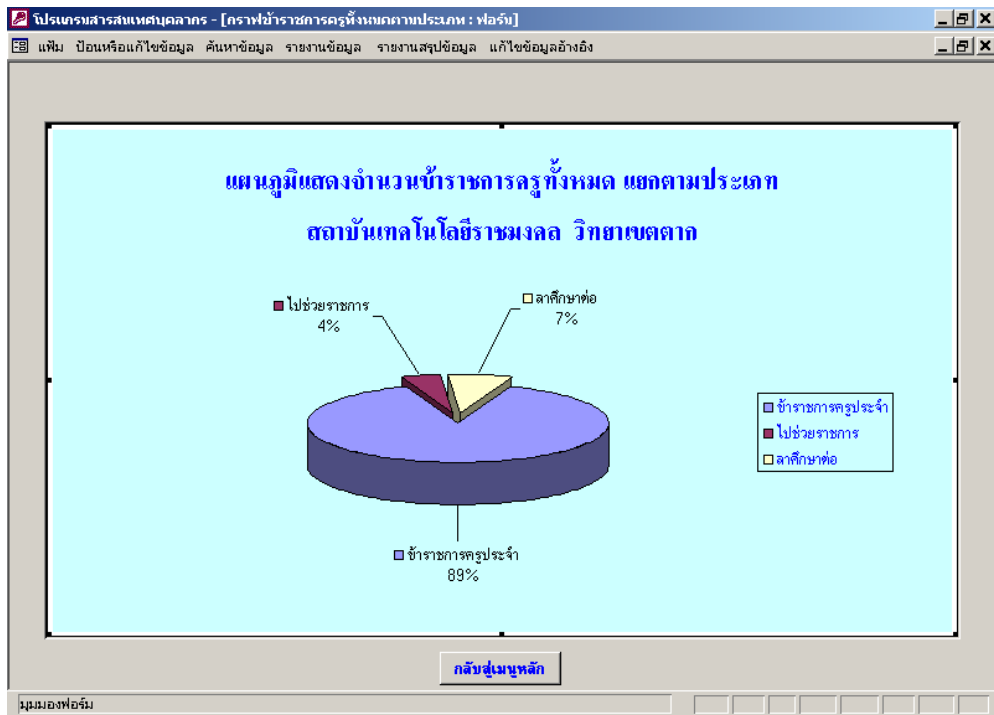 โปรแกรมสารสนเทศบุคลากร - [กราฟข้าราชการครูทั้งหมดตามประเภท : ฟอร์ม]
แฟ้ม ป้อนหรือแก้ไขข้อมูล ค้นหาข้อมูล รายงานข้อมูล รายงานสรุปข้อมูล แก้ไขข้อมูลอ้างอิง
แผนภูมิแสดงจำนวนข้าราชการครูทั้งหมด แยกตามประเภท
สถาบันเทคโนโลยีราชมงคล วิทยาเขตตาก
ไปช่วยราชการ
4%
ลาศึกษาต่อ
7%
ข้าราชการครูประจำ
ไปช่วยราชการ
ลาศึกษาต่อ
ข้าราชการครูประจำ
89%
กลับสู่เมนูหลัก
มุมมองฟอร์ม